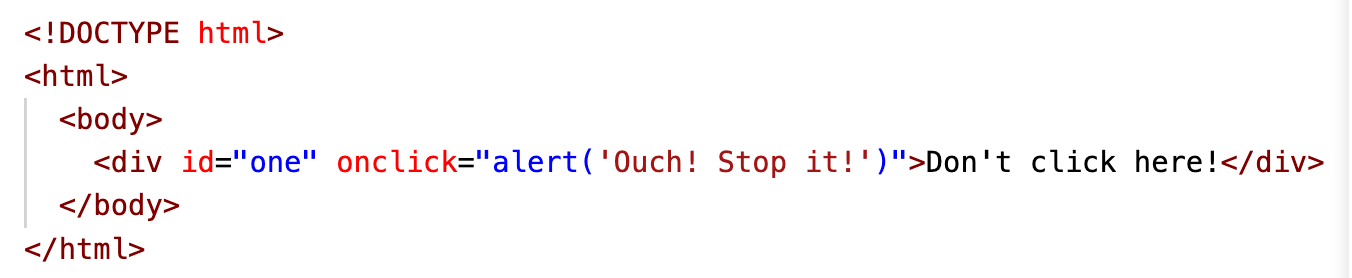 <!DOCTYPE html>
<html>
<body>
<div id="one" onclick="alert('Ouch! Stop it!')">Don't click here!</div>
</body>
</html>